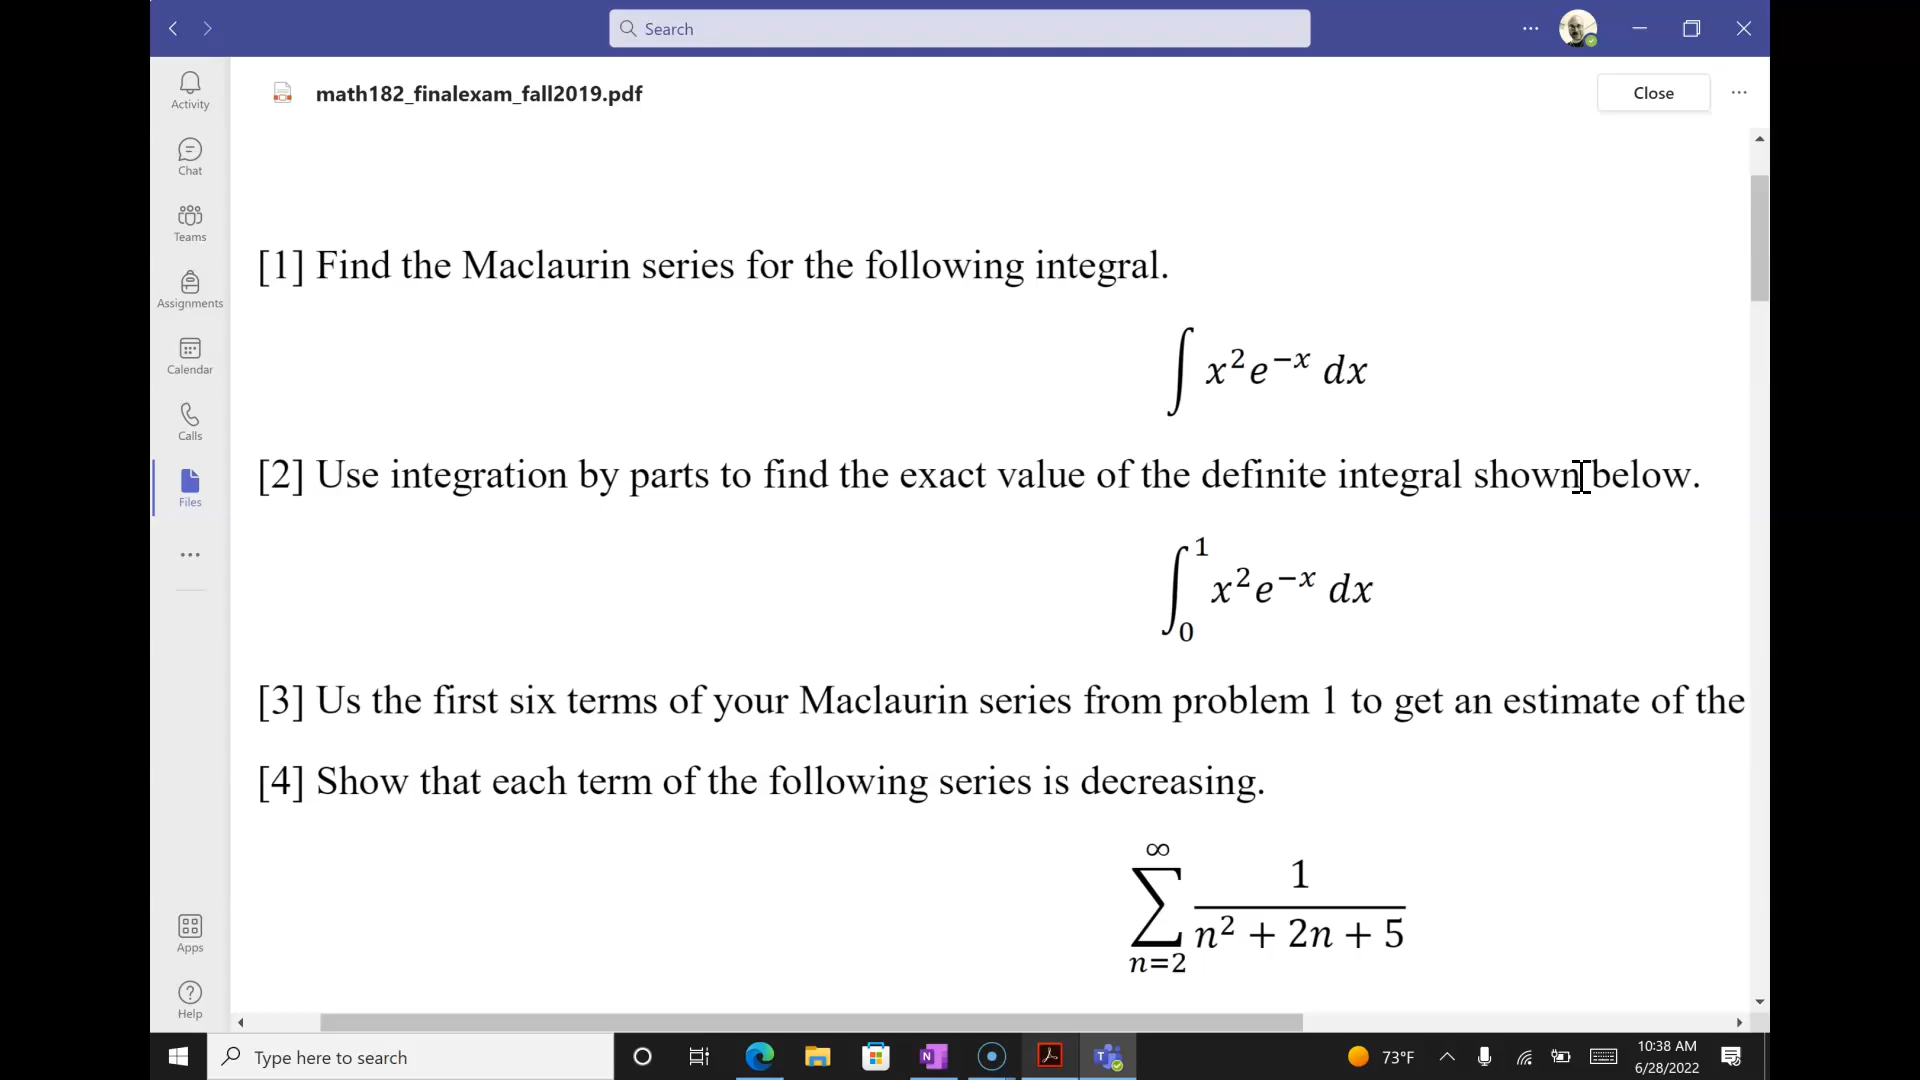 Search
math182_finalexam_fall2019.pdf
Close
Activity
Chat
Teams
Assignments
Calendar
Calls
Files
Apps
Help
[1] Find the Maclaurin series for the following integral.
∫ x²e⁻ˣ dx
[2] Use integration by parts to find the exact value of the definite integral shown below.
∫₀¹ x²e⁻ˣ dx
[3] Us the first six terms of your Maclaurin series from problem 1 to get an estimate of the
[4] Show that each term of the following series is decreasing.
∞
1
∑
n² + 2n + 5
n=2
Type here to search
73°F
10:38 AM
6/28/2022